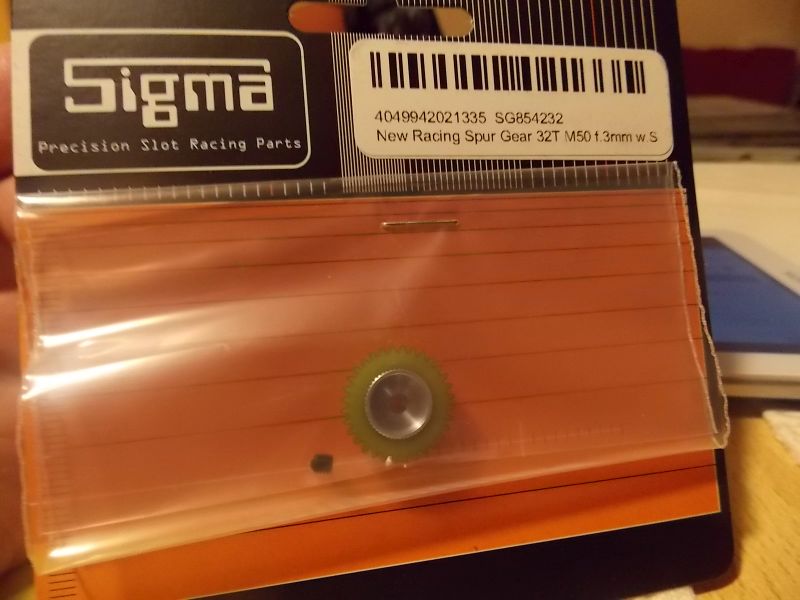 Sigma
Precision Slot Racing Parts
4049942021335 SG854232
New Racing Spur Gear 32T M50 f.3mm w.S